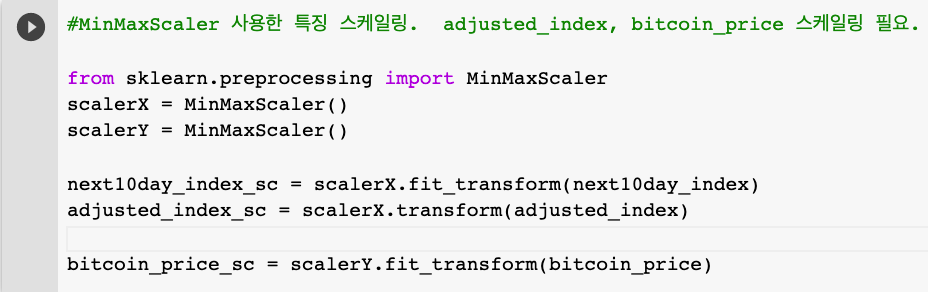 #MinMaxScaler 사용한 특징 스케일링.  adjusted_index, bitcoin_price 스케일링 필요.
from sklearn.preprocessing import MinMaxScaler
scalerX = MinMaxScaler()
scalerY = MinMaxScaler()
next10day_index_sc = scalerX.fit_transform(next10day_index)
adjusted_index_sc = scalerX.transform(adjusted_index)
bitcoin_price_sc = scalerY.fit_transform(bitcoin_price)